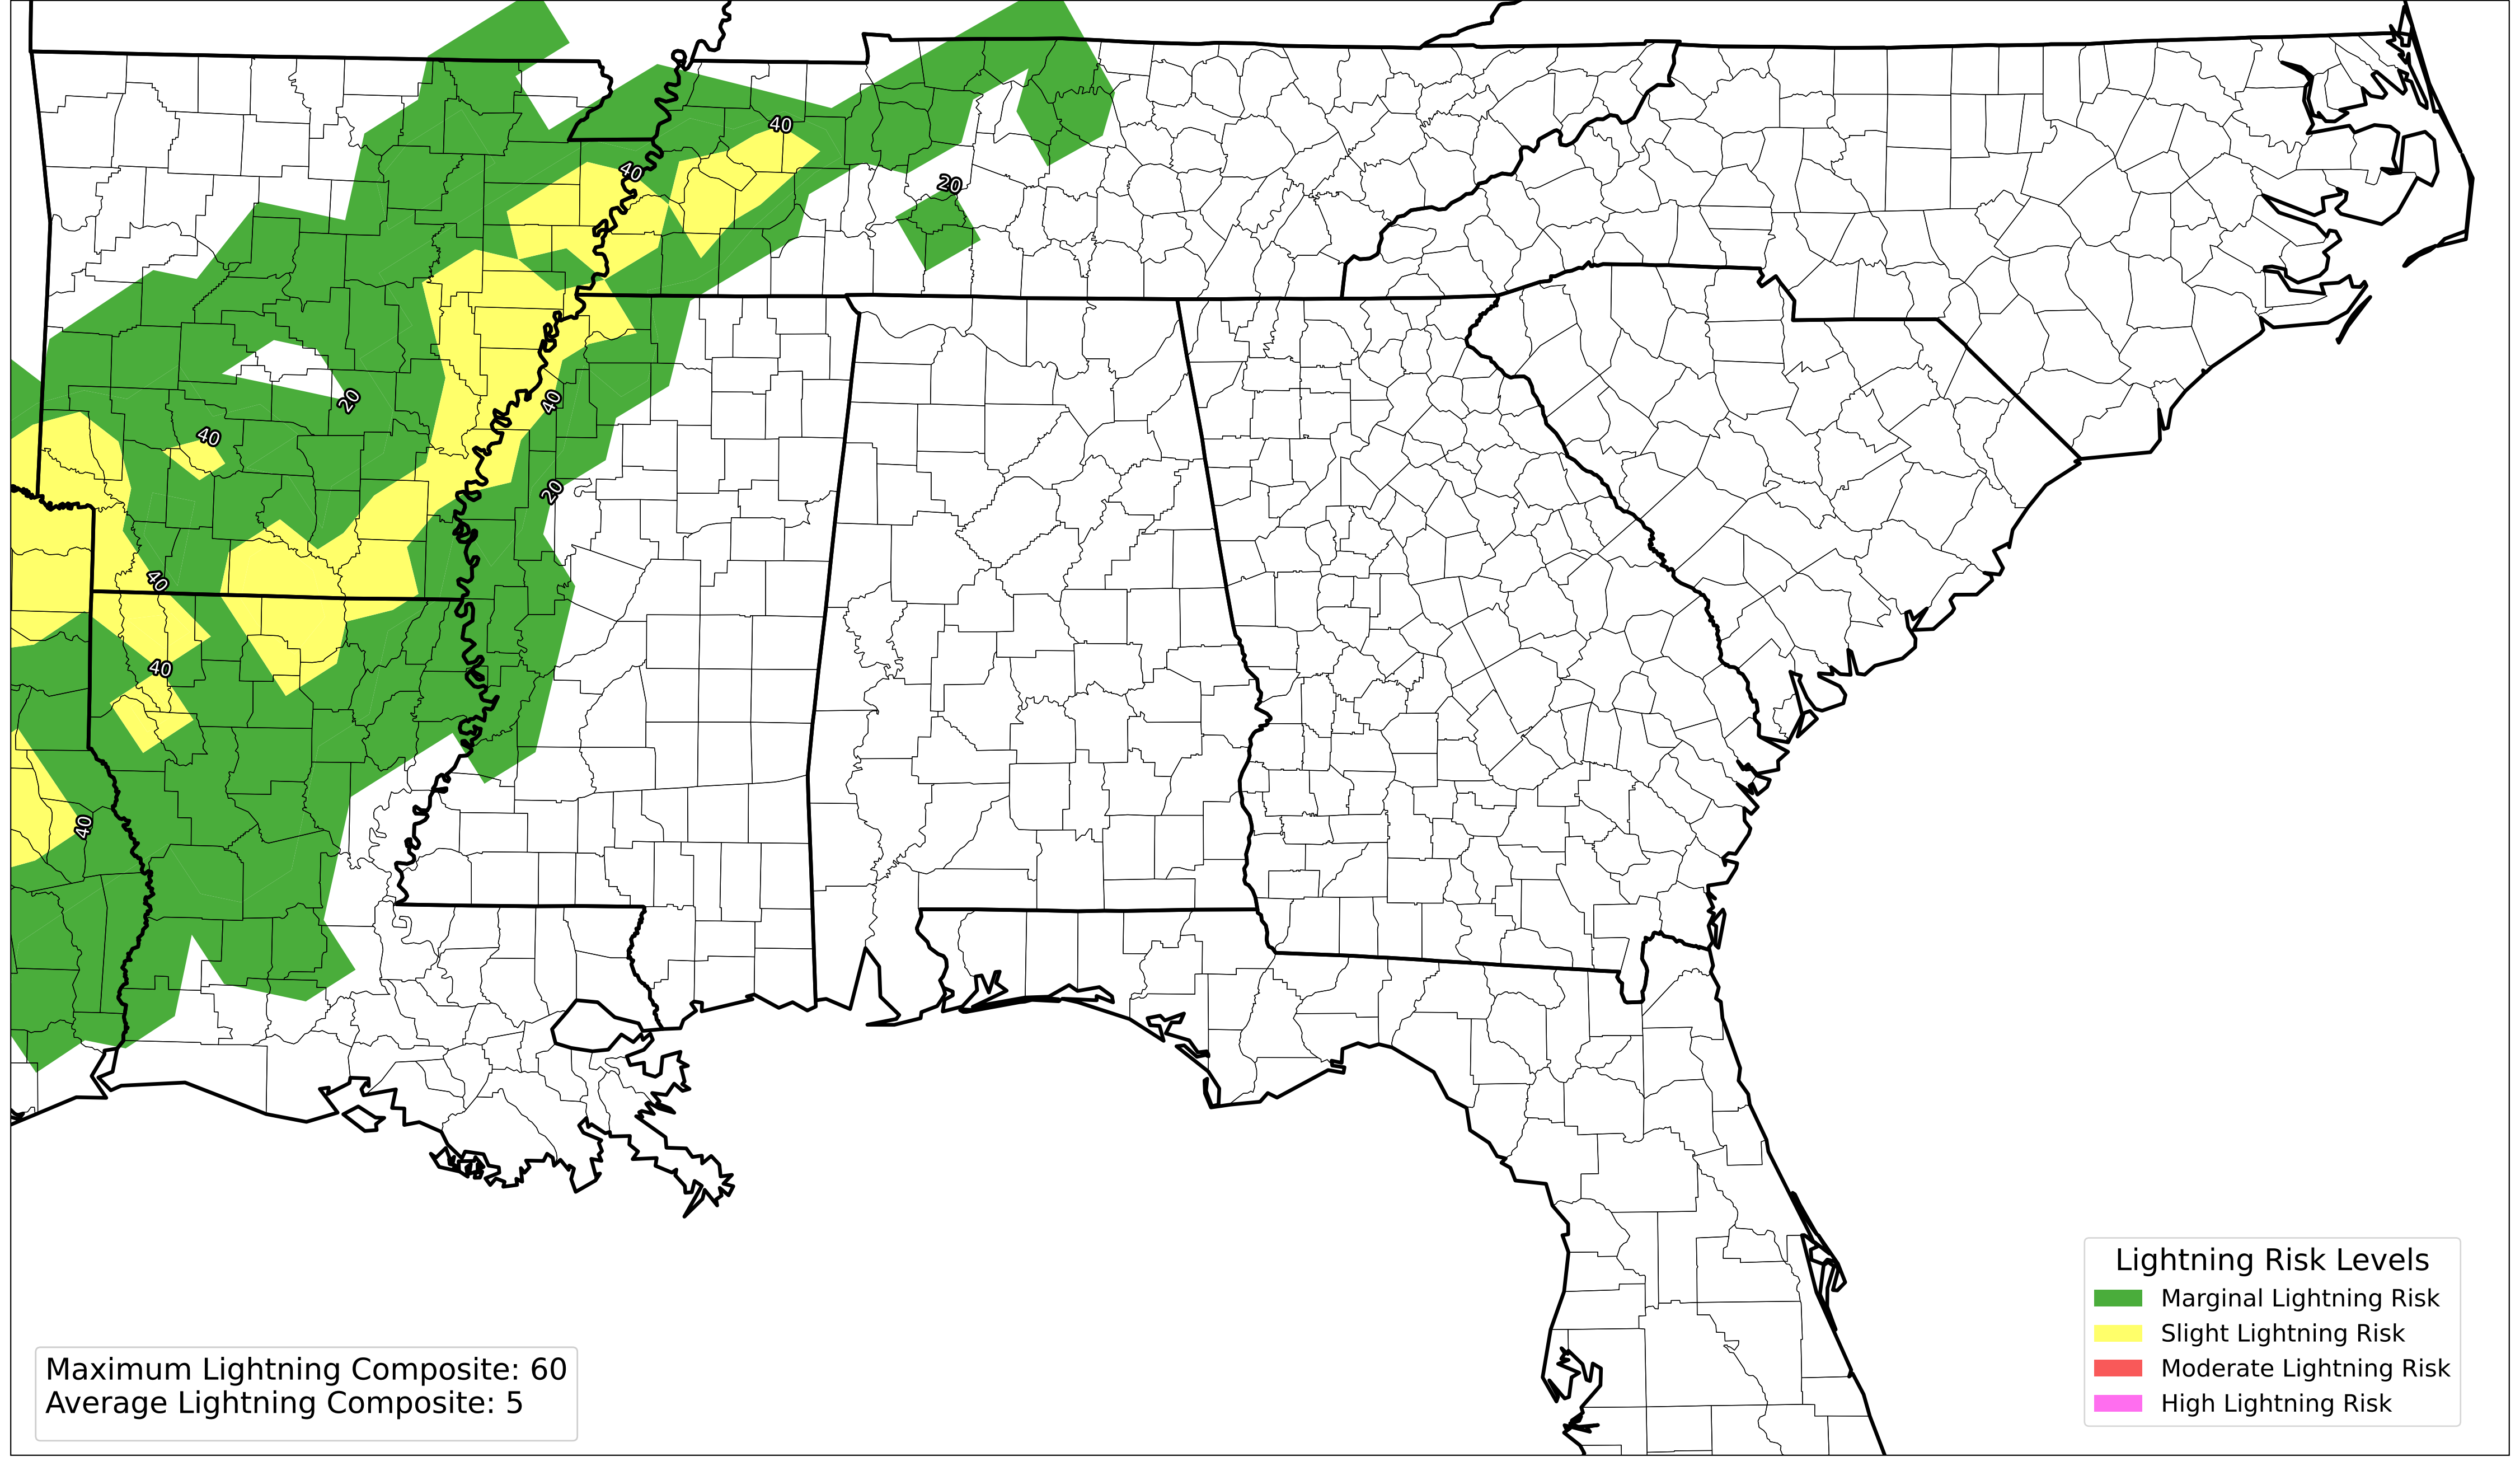 40
40
20
20
40
40
20
40
40
40
Lightning Risk Levels
Marginal Lightning Risk
Slight Lightning Risk
Moderate Lightning Risk
High Lightning Risk
Maximum Lightning Composite: 60
Average Lightning Composite: 5